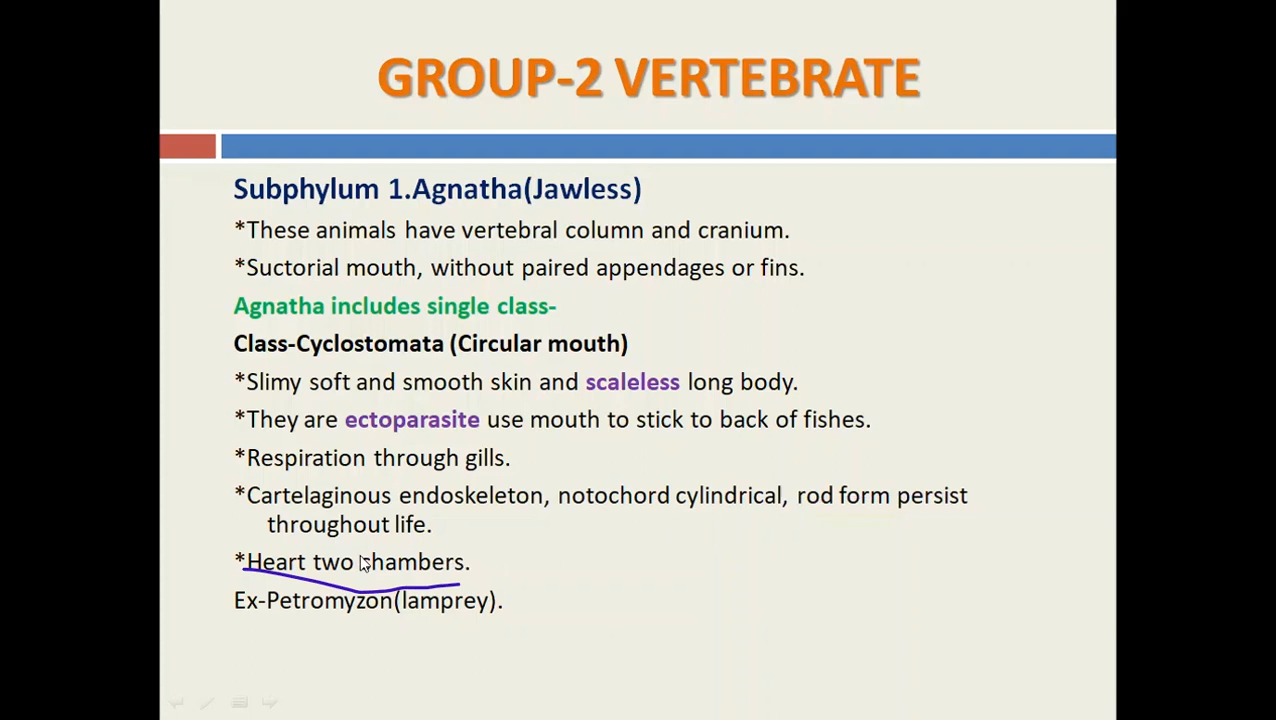 GROUP-2 VERTEBRATE
Subphylum 1.Agnatha(Jawless)
*These animals have vertebral column and cranium.
*Suctorial mouth, without paired appendages or fins.
Agnatha includes single class-
Class-Cyclostomata (Circular mouth)
*Slimy soft and smooth skin and scaleless long body.
*They are ectoparasite use mouth to stick to back of fishes.
*Respiration through gills.
*Cartelaginous endoskeleton, notochord cylindrical, rod form persist
throughout life.
*Heart two chambers.
Ex-Petromyzon(lamprey).